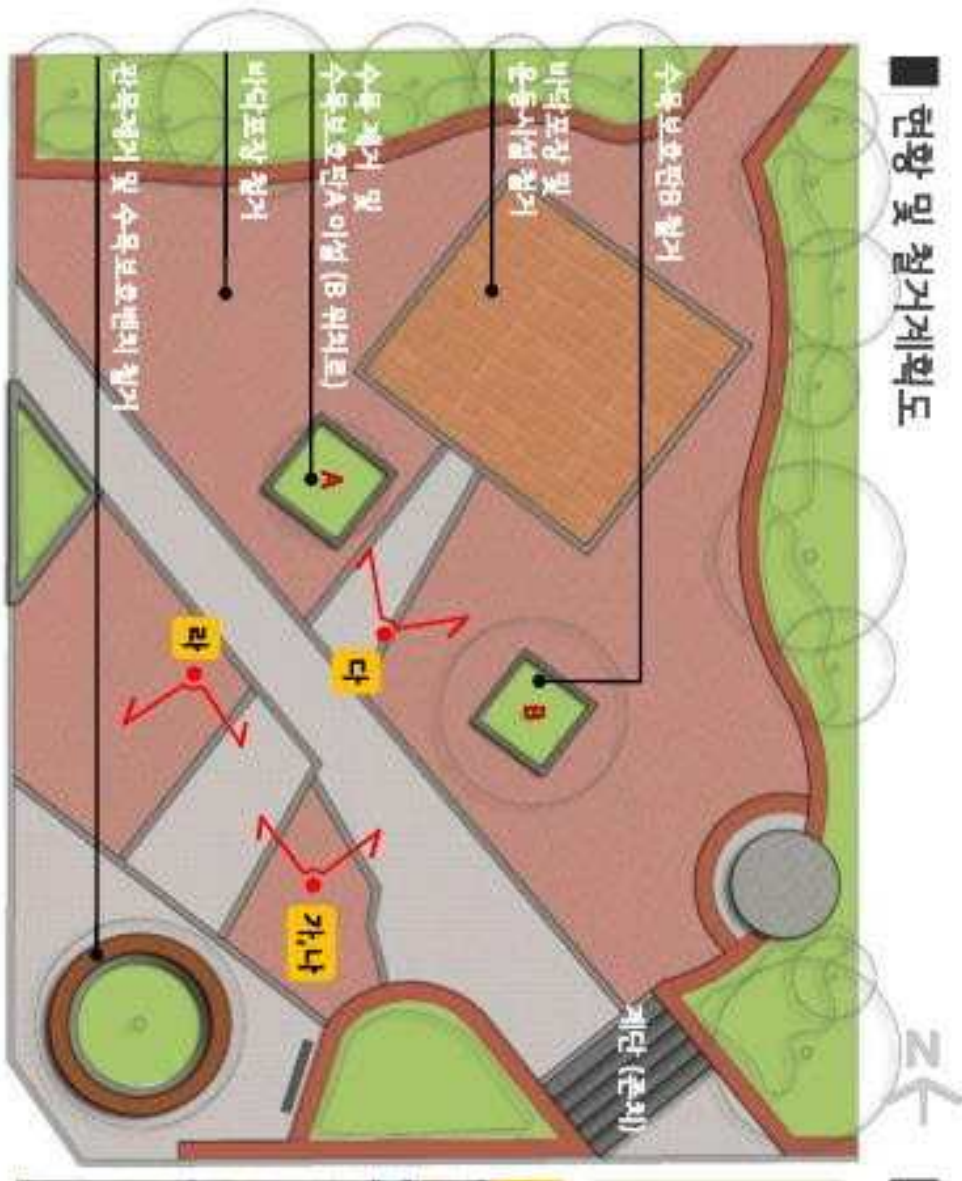 현황 및 철거계획도
N
수목보호판B 철거
바닥포장 및
운동시설 철거
수목 제거 및
수목보호판A 이설 (B 위치로)
바닥포장 철거
관목제거 및 수목보호벤치 철거
계단 (존치)
B
A
다
가,나
라